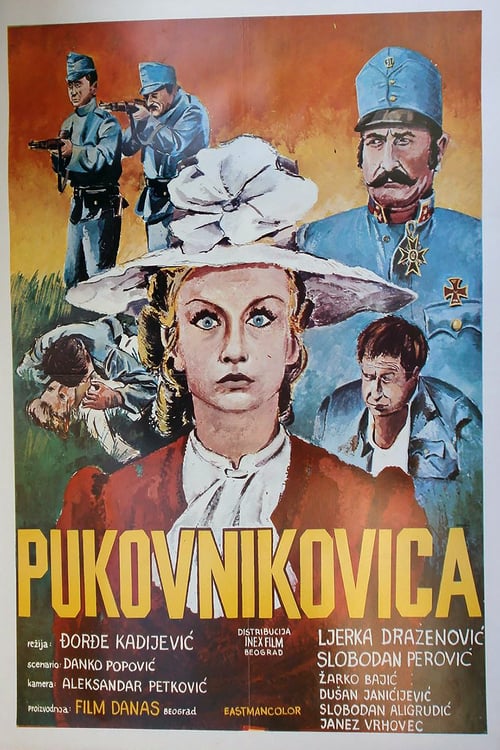 PUKOVNIKOVICA
režija: ĐORĐE KADIJEVIĆ
scenario: DANKO POPOVIĆ
kamera: ALEKSANDAR PETKOVIĆ
proizvodnja: FILM DANAS BEOGRAD
DISTRIBUCIJA
INEX FILM
BEOGRAD
EASTMANCOLOR
LJERKA DRAŽENOVIĆ
SLOBODAN PEROVIĆ
ŽARKO BAJIĆ
DUŠAN JANIĆIJEVIĆ
SLOBODAN ALIGRUDIĆ
JANEZ VRHOVEC